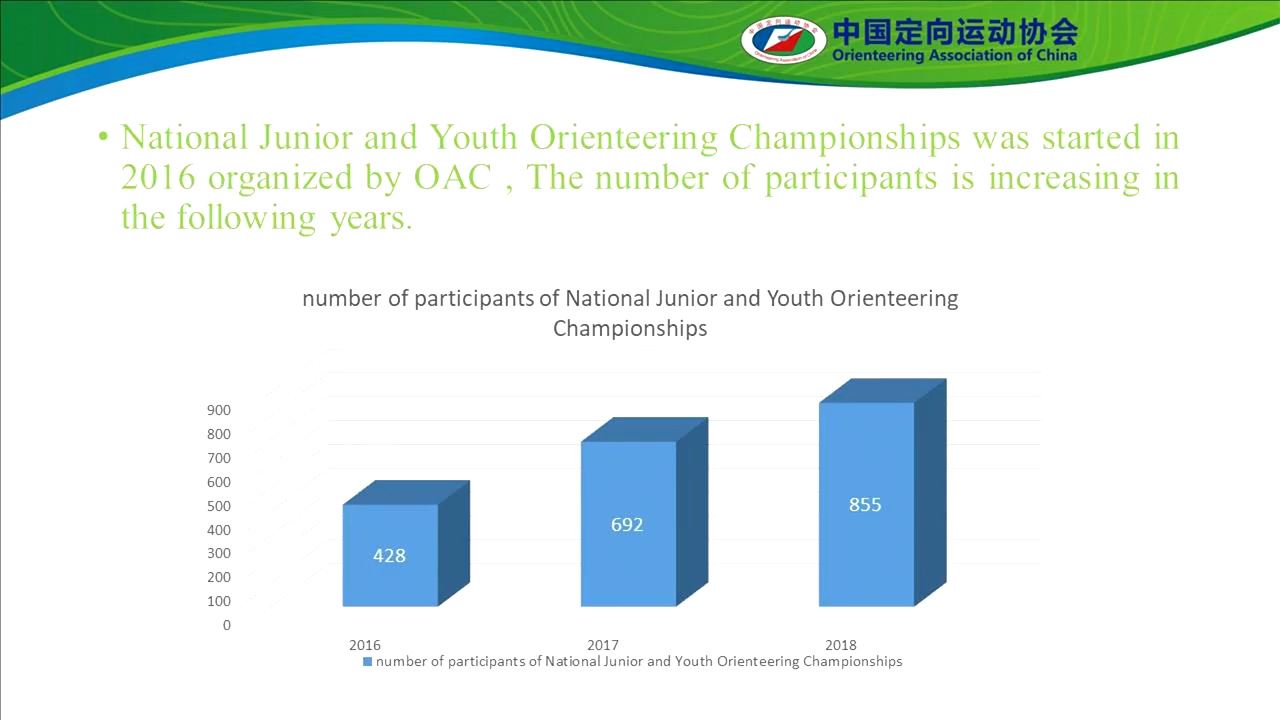 中国定向运动协会
Orienteering Association of China
• National Junior and Youth Orienteering Championships was started in
2016 organized by OAC , The number of participants is increasing in
the following years.
number of participants of National Junior and Youth Orienteering
Championships
900
800
700
600
500
400
300
200
100
0
428
692
855
2016
2017
2018
number of participants of National Junior and Youth Orienteering Championships